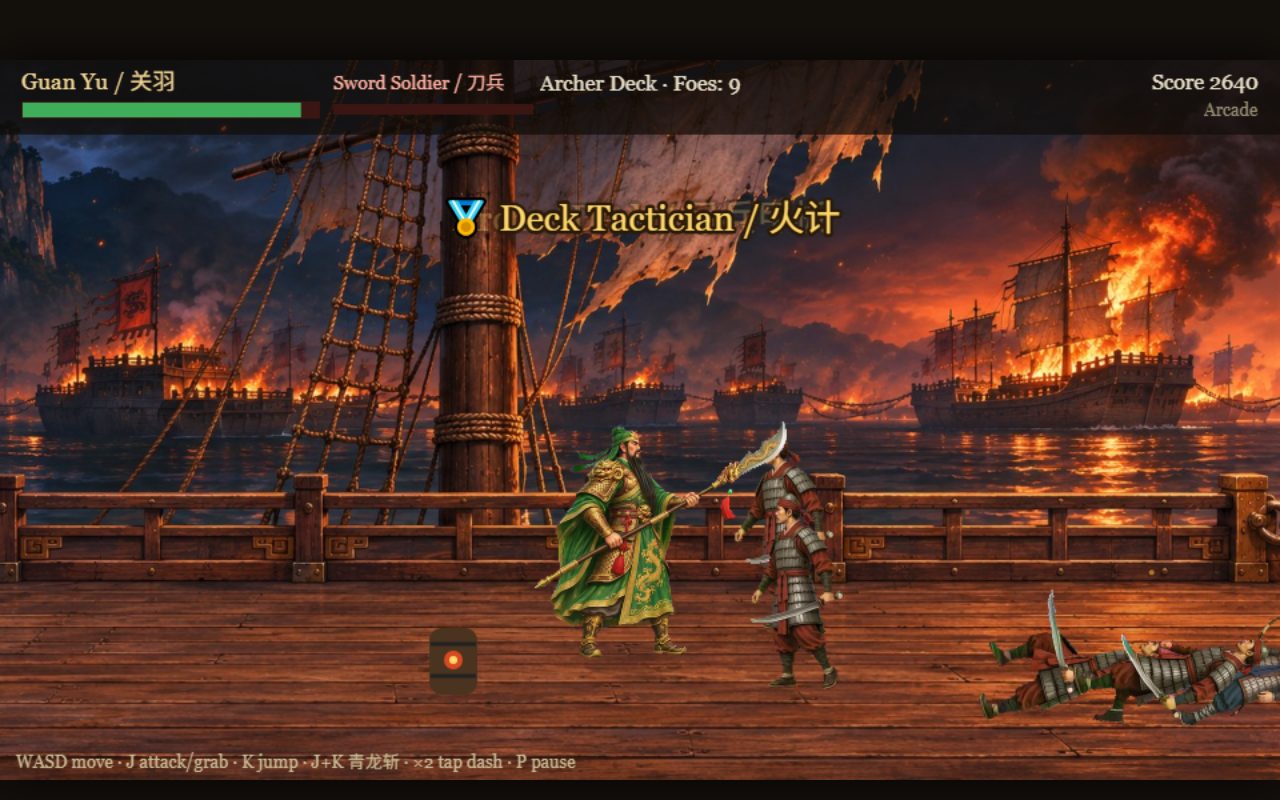 Guan Yu / 关羽
Sword Soldier / 刀兵
Archer Deck · Foes: 9
Score 2640
Arcade
🏅 Deck Tactician / 火计
WASD move · J attack/grab · K jump · J+K 青龙斩 · ×2 tap dash · P pause